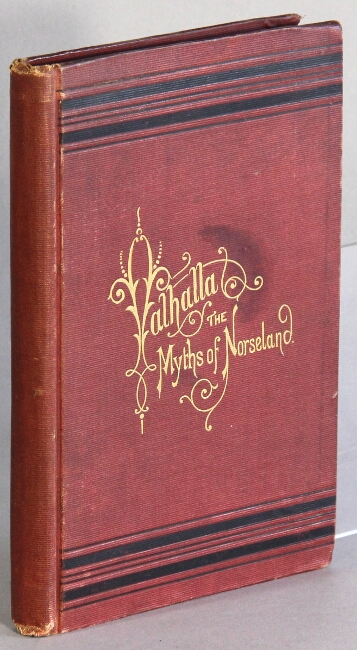 Valhalla
THE
Myths of Norseland.